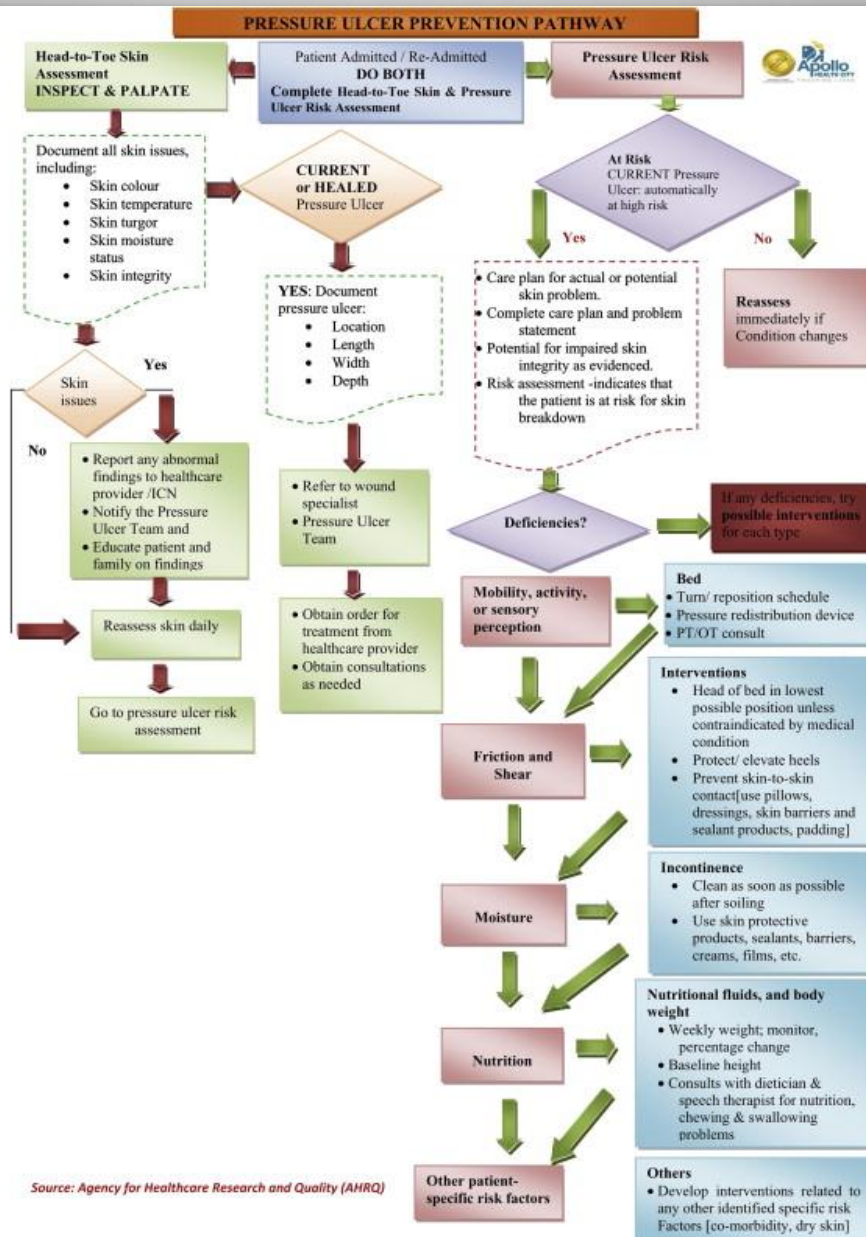 PRESSURE ULCER PREVENTION PATHWAY
Head-to-Toe Skin
Assessment
INSPECT & PALPATE
Patient Admitted / Re-Admitted
DO BOTH
Complete Head-to-Toe Skin & Pressure
Ulcer Risk Assessment
Pressure Ulcer Risk
Assessment
Apollo
HEALTH CITY
Document all skin issues,
including:
• Skin colour
• Skin temperature
• Skin turgor
• Skin moisture
status
• Skin integrity
CURRENT
or HEALED
Pressure Ulcer
At Risk
CURRENT Pressure
Ulcer: automatically
at high risk
Yes
No
YES: Document
pressure ulcer:
• Location
• Length
• Width
• Depth
• Care plan for actual or potential
skin problem.
• Complete care plan and problem
statement
• Potential for impaired skin
integrity as evidenced.
• Risk assessment -indicates that
the patient is at risk for skin
breakdown
Reassess
immediately if
Condition changes
Skin
issues
Yes
No
• Report any abnormal
findings to healthcare
provider /ICN
• Notify the Pressure
Ulcer Team and
• Educate patient and
family on findings
• Refer to wound
specialist
• Pressure Ulcer
Team
Deficiencies?
If any deficiencies, try
possible interventions
for each type
Reassess skin daily
• Obtain order for
treatment from
healthcare provider
• Obtain consultations
as needed
Go to pressure ulcer risk
assessment
Mobility, activity,
or sensory
perception
Bed
• Turn/ reposition schedule
• Pressure redistribution device
• PT/OT consult
Friction and
Shear
Interventions
• Head of bed in lowest
possible position unless
contraindicated by medical
condition
• Protect/ elevate heels
• Prevent skin-to-skin
contact[use pillows,
dressings, skin barriers and
sealant products, padding]
Moisture
Incontinence
• Clean as soon as possible
after soiling
• Use skin protective
products, sealants, barriers,
creams, films, etc.
Nutrition
Nutritional fluids, and body
weight
• Weekly weight; monitor,
percentage change
• Baseline height
• Consults with dietician &
speech therapist for nutrition,
chewing & swallowing
problems
Other patient-
specific risk factors
Others
• Develop interventions related to
any other identified specific risk
Factors [co-morbidity, dry skin]
Source: Agency for Healthcare Research and Quality (AHRQ)